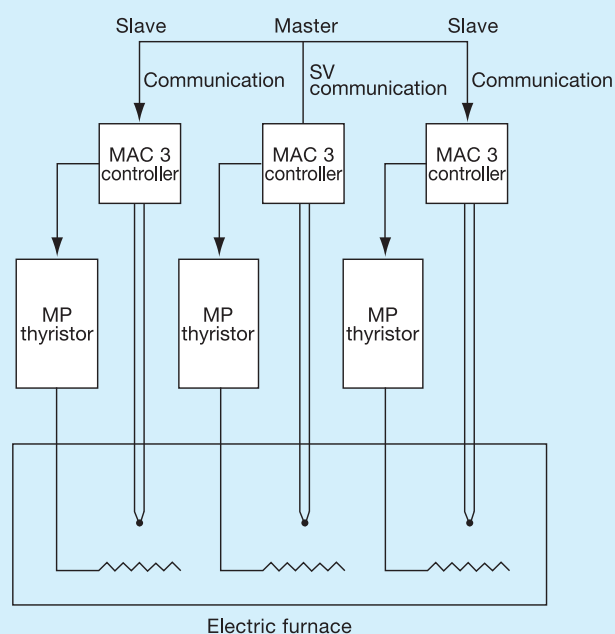 Slave
Master
Slave
Communication
SV
communication
Communication
MAC 3
controller
MAC 3
controller
MAC 3
controller
MP
thyristor
MP
thyristor
MP
thyristor
Electric furnace